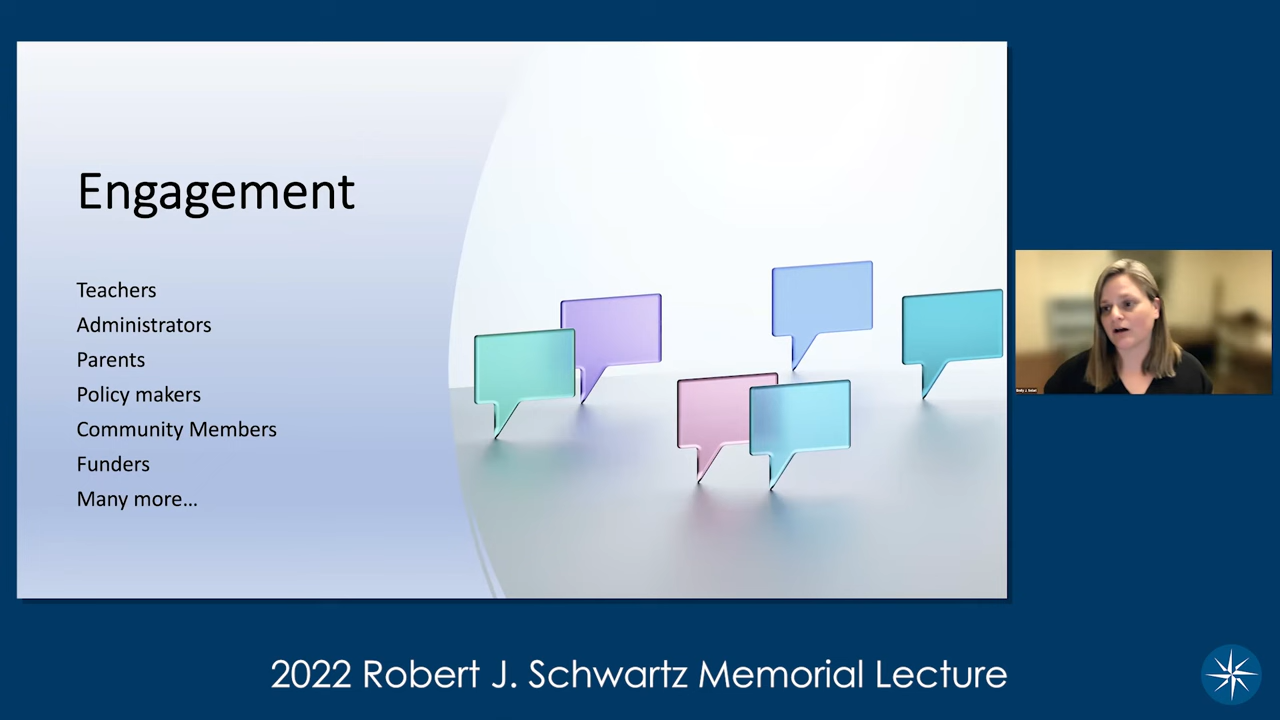 Engagement
Teachers
Administrators
Parents
Policy makers
Community Members
Funders
Many more...
2022 Robert J. Schwartz Memorial Lecture